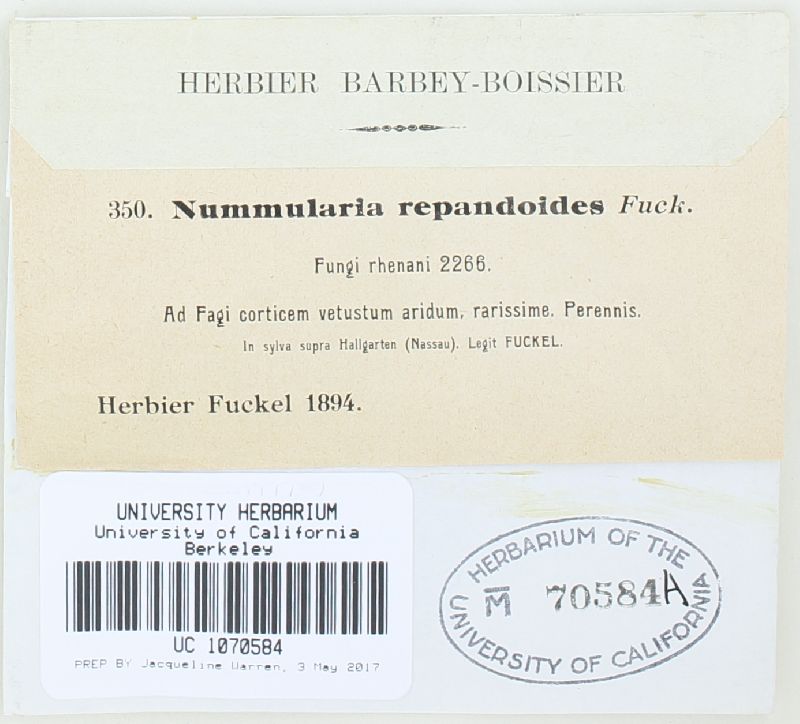 HERBIER BARBEY-BOISSIER
350. Nummularia repandoides Fuck.
Fungi rhenani 2266.
Ad Fagi corticem vetustum aridum, rarissime. Perennis.
In sylva supra Hallgarten (Nassau). Legit FUCKEL.
Herbier Fuckel 1894.
UNIVERSITY HERBARIUM
University of California
Berkeley
UC 1070584
PREP BY Jacqueline Warren, 3 May 2017
HERBARIUM OF THE
M̅ 70584A
UNIVERSITY OF CALIFORNIA